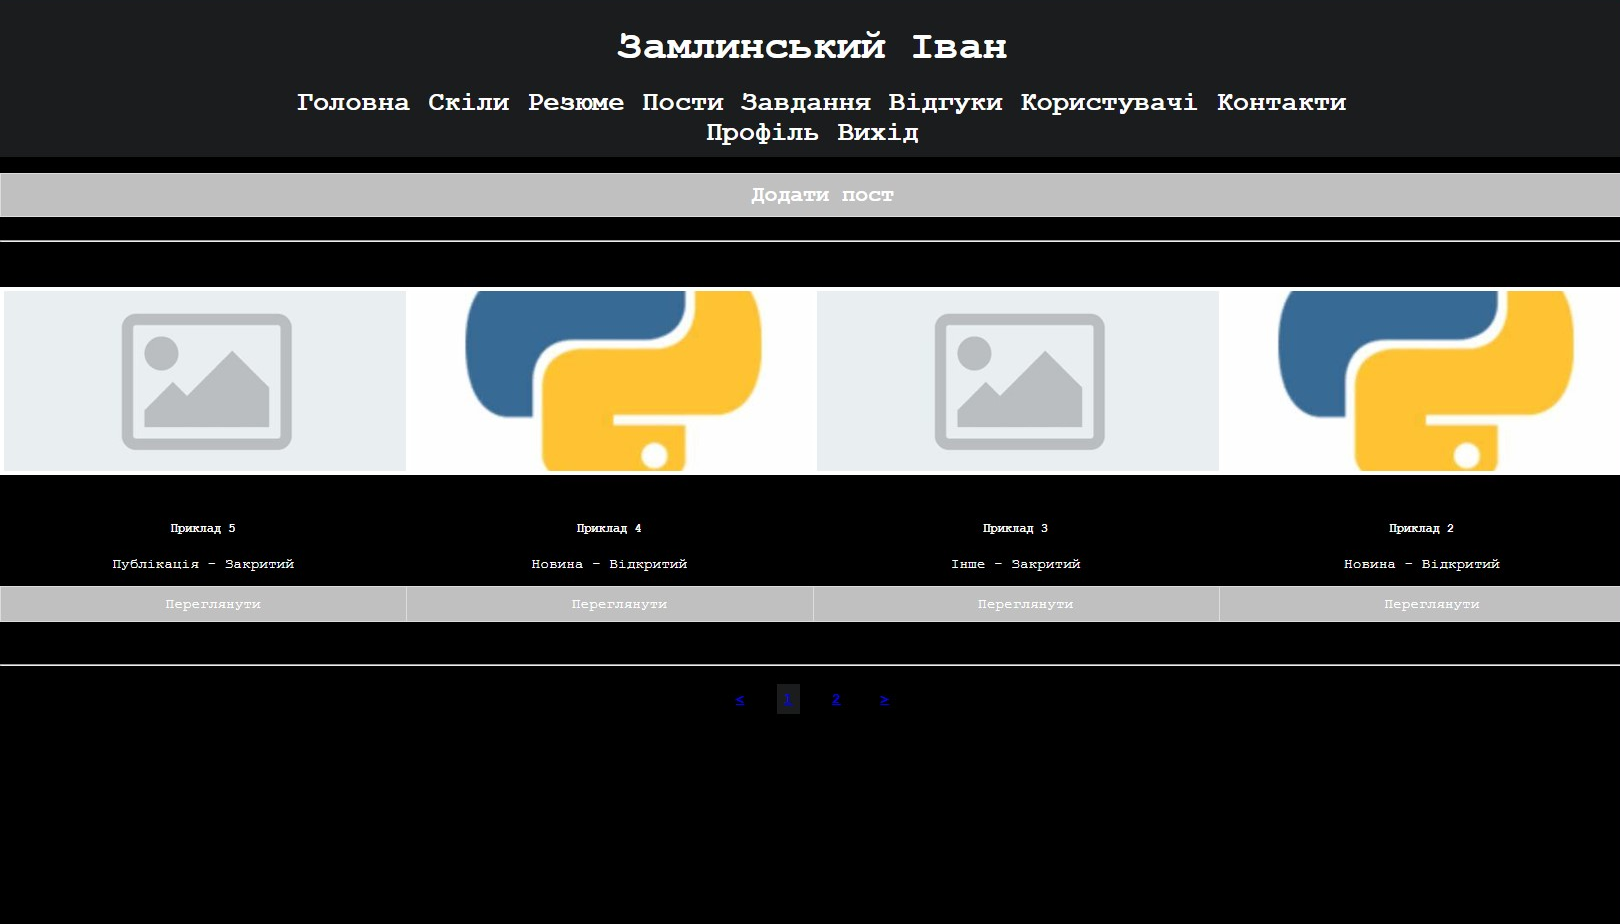 Замлинський Іван
Головна Скіли Резюме Пости Завдання Відгуки Користувачі Контакти
Профіль Вихід
Додати пост
Приклад 5
Публікація - Закритий
Переглянути
Приклад 4
Новина - Відкритий
Переглянути
Приклад 3
Інше - Закритий
Переглянути
Приклад 2
Новина - Відкритий
Переглянути
< 1 2 >